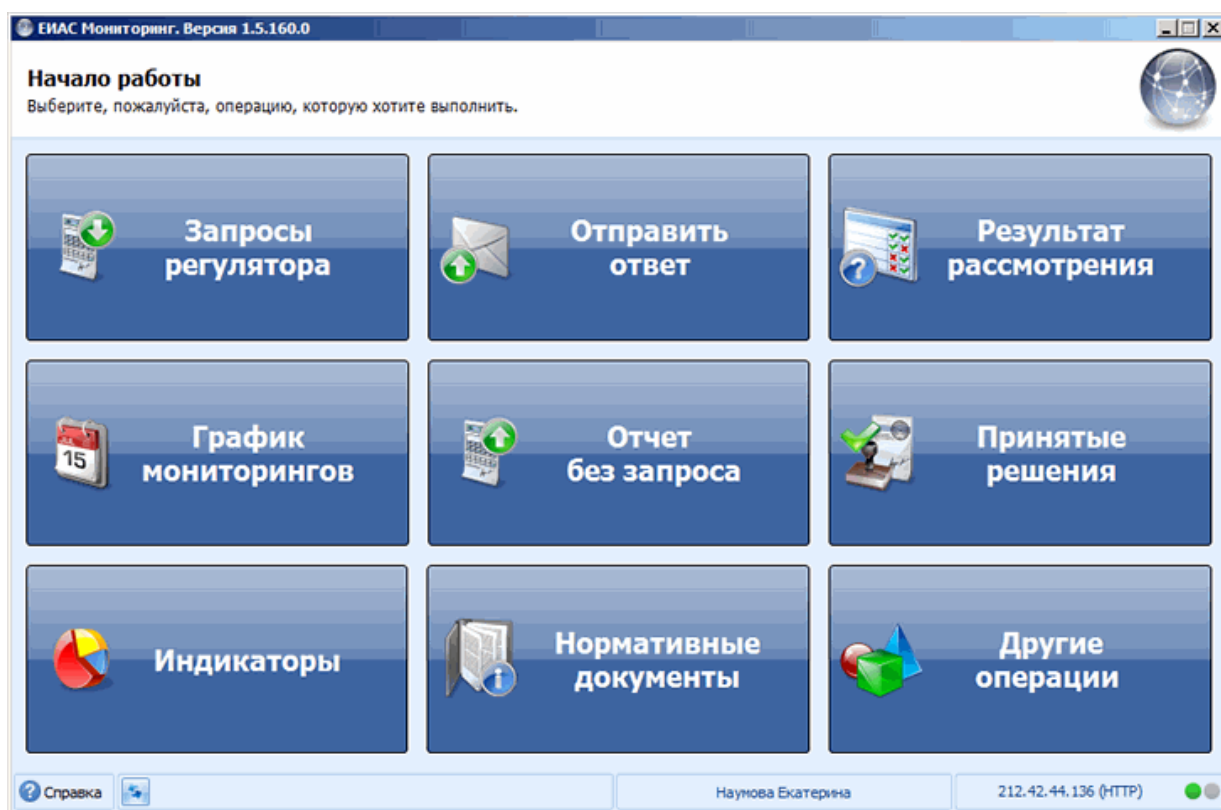 ЕИАС Мониторинг. Версия 1.5.160.0
Начало работы
Выберите, пожалуйста, операцию, которую хотите выполнить.
Запросы
регулятора
Отправить
ответ
Результат
рассмотрения
15
График
мониторингов
Отчет
без запроса
Принятые
решения
Индикаторы
Нормативные
документы
Другие
операции
Справка
Наумова Екатерина
212.42.44.136 (HTTP)